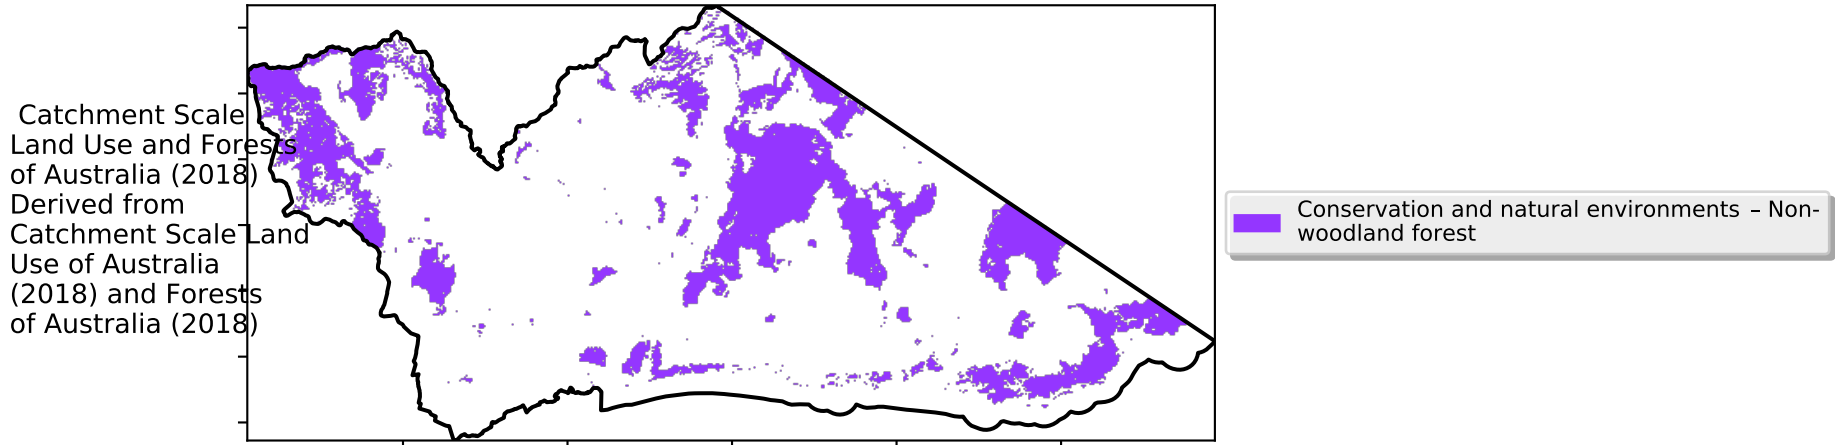 Catchment Scale
Land Use and Forests
of Australia (2018)
Derived from
Catchment Scale Land
Use of Australia
(2018) and Forests
of Australia (2018)
Conservation and natural environments – Non-
woodland forest